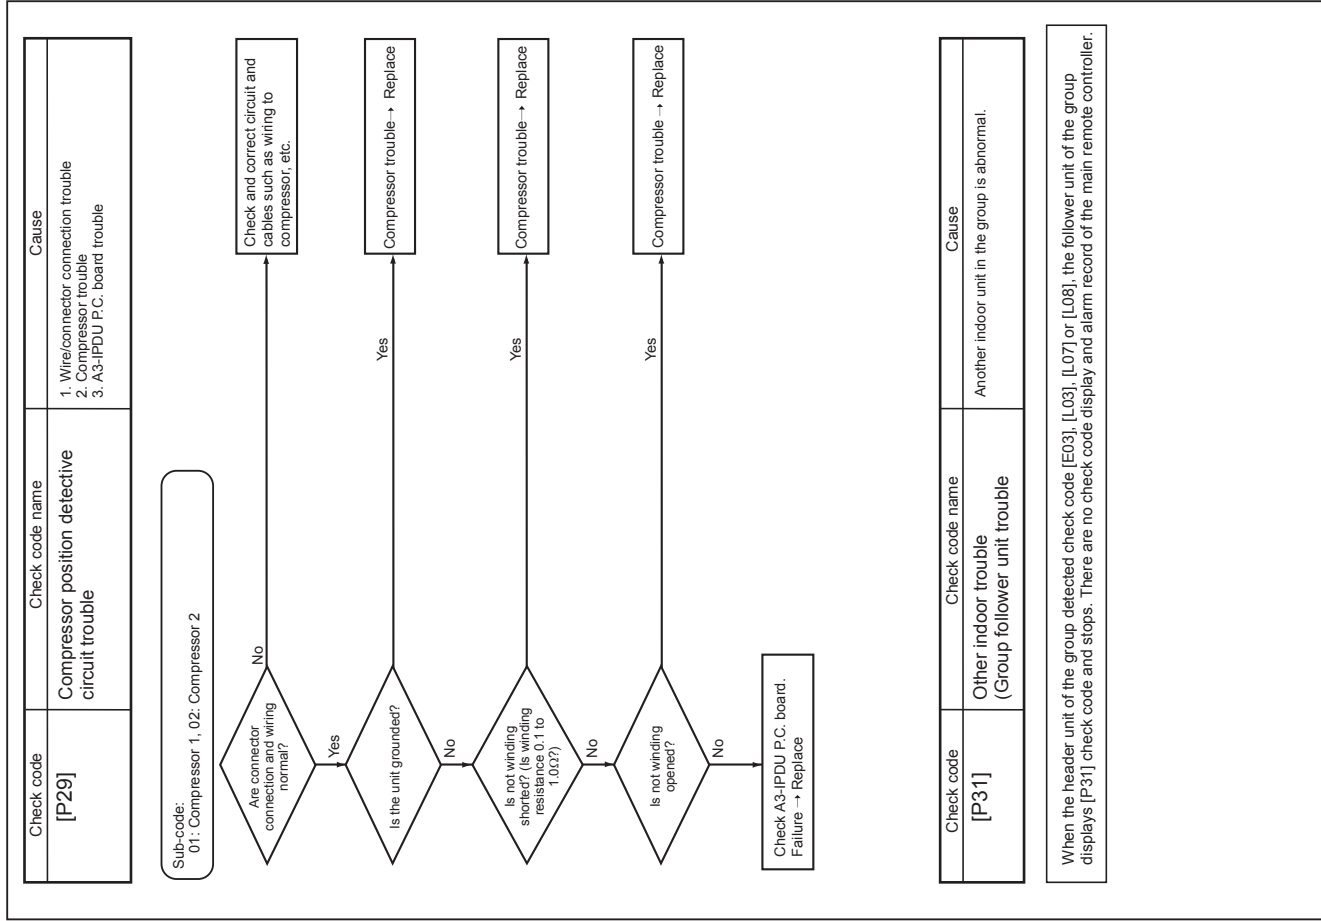 Check code
Check code name
Cause
[P29]
Compressor position detective
circuit trouble
1. Wire/connector connection trouble
2. Compressor trouble
3. A3-IPDU P.C. board trouble
Sub-code:
01: Compressor 1, 02: Compressor 2
Are connector
connection and wiring
normal?
No
Check and correct circuit and
cables such as wiring to
compressor, etc.
Yes
Is the unit grounded?
Yes
Compressor trouble → Replace
No
Is not winding
shorted? (Is winding
resistance 0.1 to
1.0Ω?)
Yes
Compressor trouble → Replace
No
Is not winding
opened?
Yes
Compressor trouble → Replace
No
Check A3-IPDU P.C. board.
Failure → Replace
Check code
Check code name
Cause
[P31]
Other indoor trouble
(Group follower unit trouble)
Another indoor unit in the group is abnormal.
When the header unit of the group detected check code [E03], [L03], [L07] or [L08], the follower unit of the group
displays [P31] check code and stops. There are no check code display and alarm record of the main remote controller.